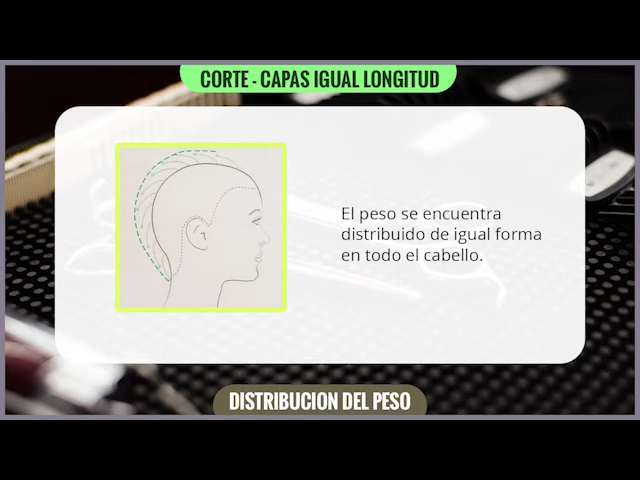 CORTE - CAPAS IGUAL LONGITUD
El peso se encuentra
distribuido de igual forma
en todo el cabello.
DISTRIBUCION DEL PESO